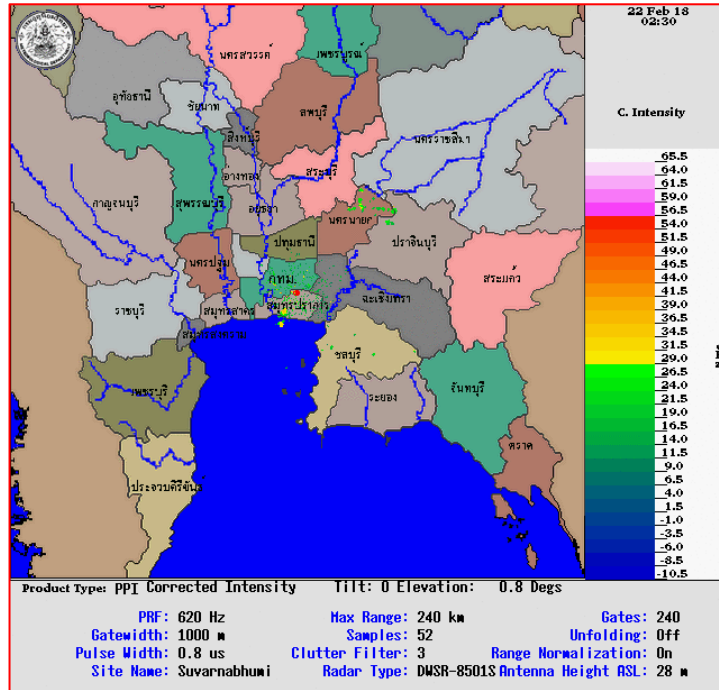 22 Feb 18
02:30
C. Intensity
นครสวรรค์
เพชรบูรณ์
อุทัยธานี
ชัยนาท
ลพบุรี
สิงห์บุรี
นครราชสีมา
สระบุรี
อ่างทอง
กาญจนบุรี
สุพรรณบุรี
อยุธยา
นครนายก
ปทุมธานี
ปราจีนบุรี
นครปฐม
สระแก้ว
กทม.
ฉะเชิงเทรา
ราชบุรี
สมุทรสาคร
สมุทรปราการ
สมุทรสงคราม
ชลบุรี
เพชรบุรี
ระยอง
จันทบุรี
ตราด
ประจวบคีรีขันธ์
65.5
64.0
61.5
59.0
56.5
54.0
51.5
49.0
46.5
44.0
41.5
39.0
36.5
34.5
31.5
29.0
26.5
24.0
21.5
19.0
16.5
14.0
11.5
9.0
6.5
4.0
1.5
-1.0
-3.5
-6.0
-8.5
-10.5
Product Type: PPI Corrected Intensity Tilt: 0 Elevation: 0.8 Degs
PRF: 620 Hz Max Range: 240 km Gates: 240
Gatewidth: 1000 m Samples: 52 Unfolding: Off
Pulse Width: 0.8 us Clutter Filter: 3 Range Normalization: On
Site Name: Suvarnabhumi Radar Type: DWSR-8501S Antenna Height ASL: 28 m